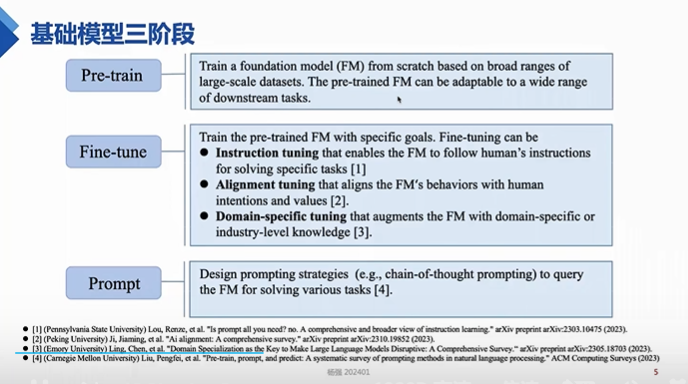 基础模型三阶段
Pre-train
Train a foundation model (FM) from scratch based on broad ranges of
large-scale datasets. The pre-trained FM can be adaptable to a wide range
of downstream tasks.
Fine-tune
Train the pre-trained FM with specific goals. Fine-tuning can be
● Instruction tuning that enables the FM to follow human's instructions
for solving specific tasks [1]
● Alignment tuning that aligns the FM's behaviors with human
intentions and values [2].
● Domain-specific tuning that augments the FM with domain-specific or
industry-level knowledge [3].
Prompt
Design prompting strategies (e.g., chain-of-thought prompting) to query
the FM for solving various tasks [4].
● [1] (Pennsylvania State University) Lou, Renze, et al. "Is prompt all you need? no. A comprehensive and broader view of instruction learning." arXiv preprint arXiv:2303.10475 (2023).
● [2] (Peking University) Ji, Jiaming, et al. "Ai alignment: A comprehensive survey." arXiv preprint arXiv:2310.19852 (2023).
● [3] (Emory University) Ling, Chen, et al. "Domain Specialization as the Key to Make Large Language Models Disruptive: A Comprehensive Survey." arXiv preprint arXiv:2305.18703 (2023).
● [4] (Carnegie Mellon University) Liu, Pengfei, et al. "Pre-train, prompt, and predict: A systematic survey of prompting methods in natural language processing." ACM Computing Surveys (2023)
杨强 202401
5